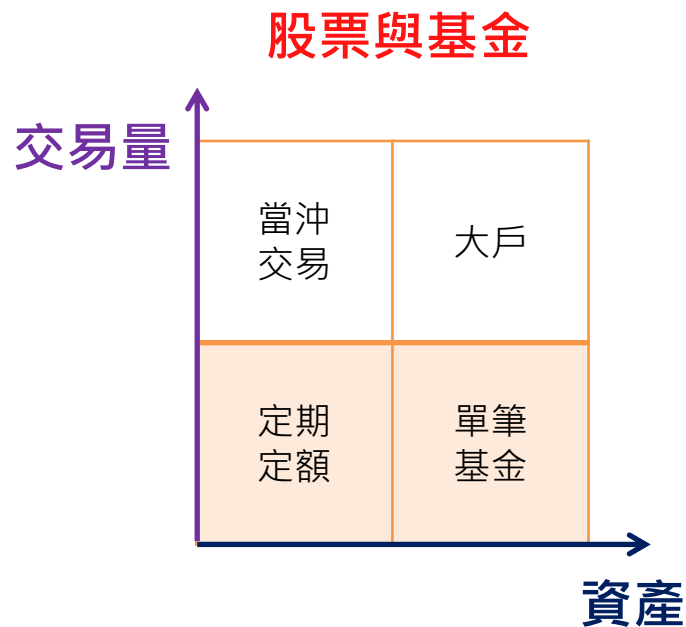 股票與基金
交易量
當沖
交易
大戶
定期
定額
單筆
基金
資產